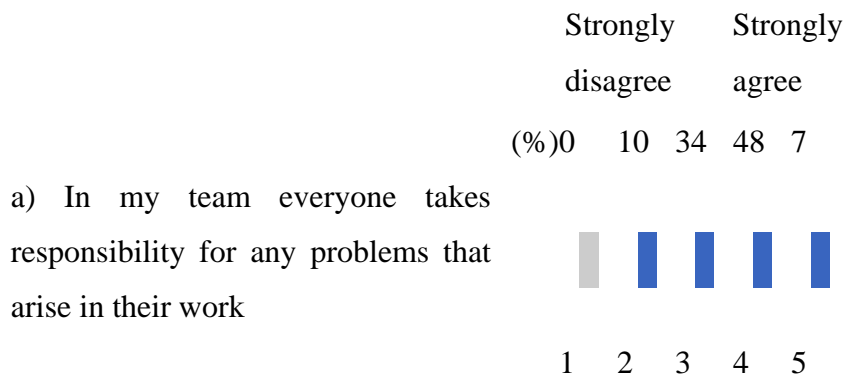 Strongly Strongly
disagree agree
(%)0 10 34 48 7
a) In my team everyone takes
responsibility for any problems that
arise in their work
1 2 3 4 5